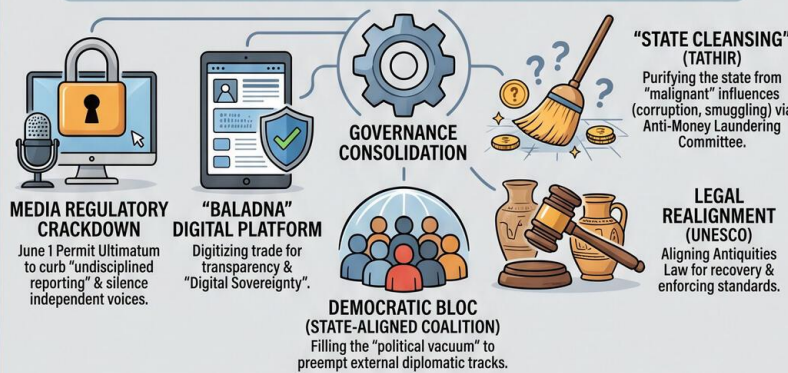 GOVERNANCE
CONSOLIDATION
MEDIA REGULATORY
CRACKDOWN
June 1 Permit Ultimatum
to curb "undisciplined
reporting" & silence
independent voices.
"BALADNA"
DIGITAL PLATFORM
Digitizing trade for
transparency &
"Digital Sovereignty".
DEMOCRATIC BLOC
(STATE-ALIGNED COALITION)
Filling the "political vacuum" to
preempt external diplomatic tracks.
"STATE CLEANSING"
(TATHIR)
Purifying the state from
"malignant" influences
(corruption, smuggling) via
Anti-Money Laundering
Committee.
LEGAL
REALIGNMENT
(UNESCO)
Aligning Antiquities
Law for recovery &
enforcing standards.